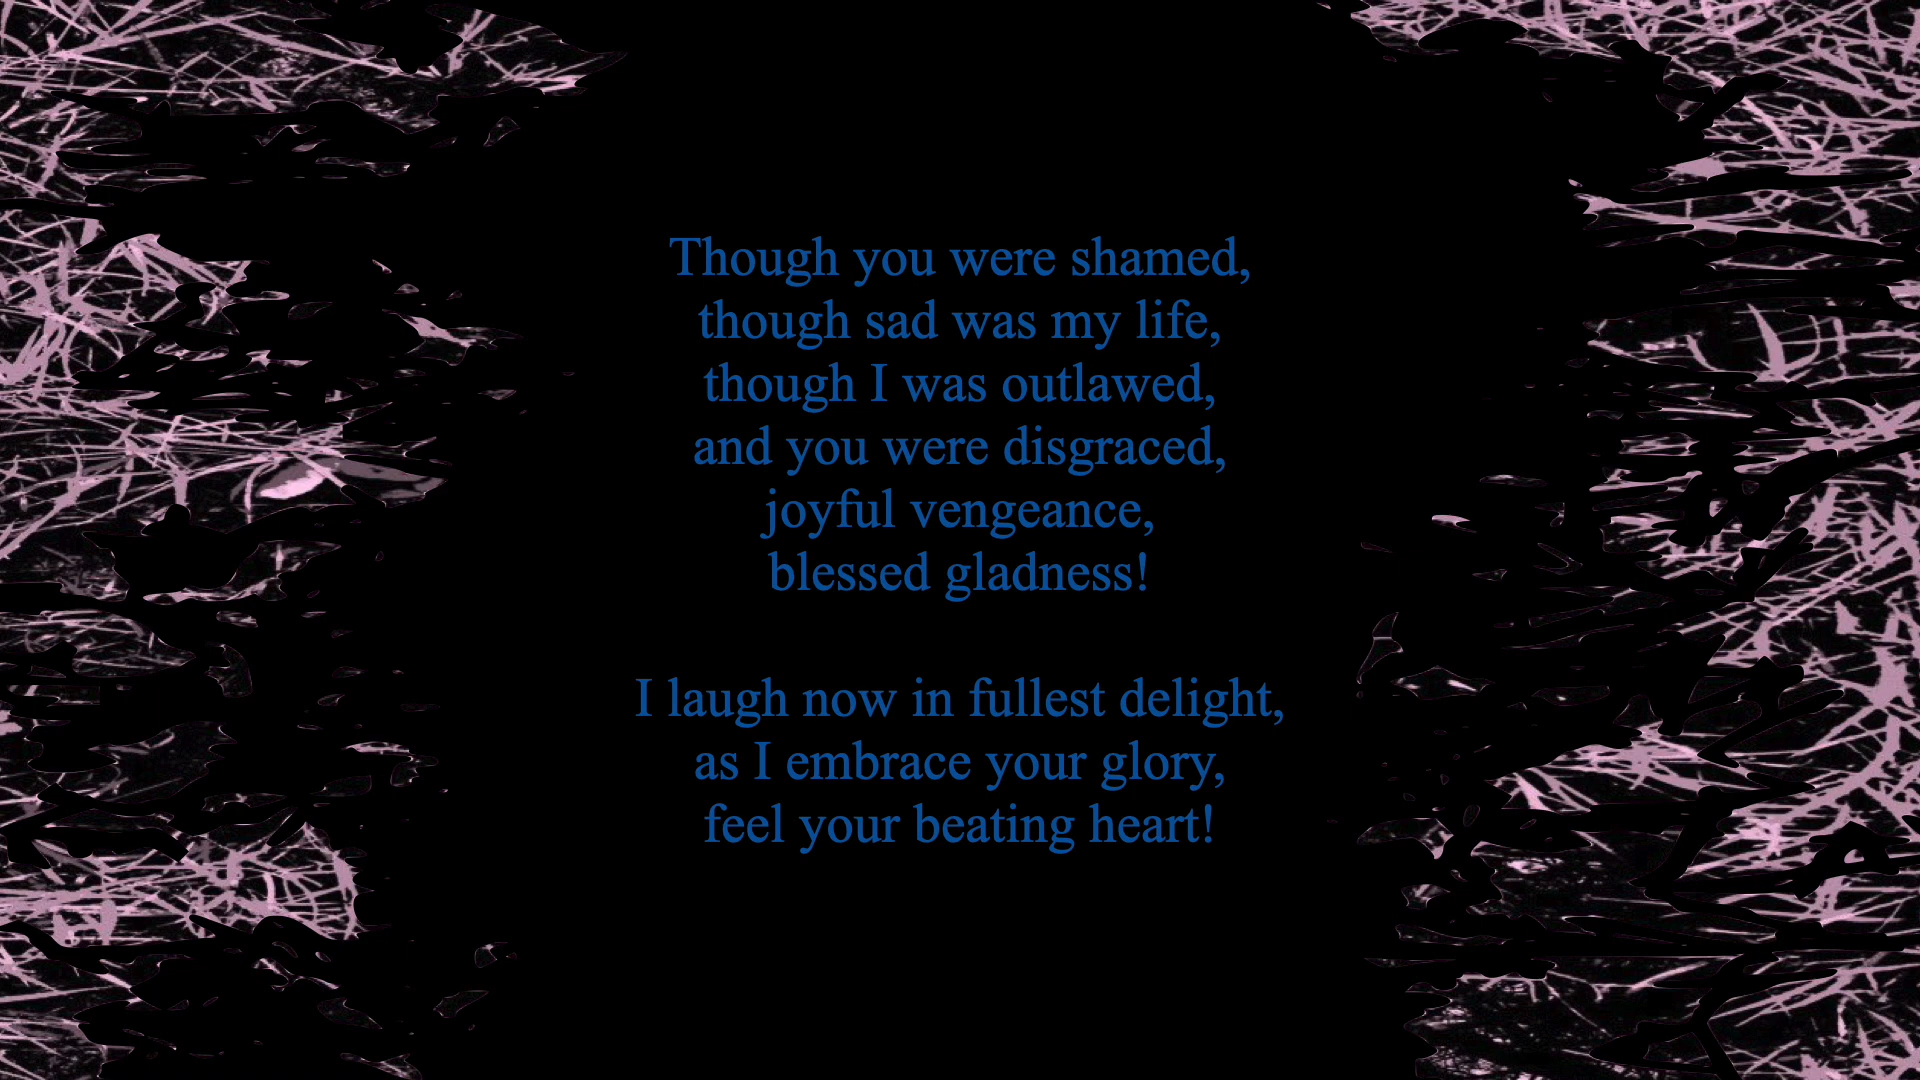 Though you were shamed,
though sad was my life,
though I was outlawed,
and you were disgraced,
joyful vengeance,
blessed gladness!
I laugh now in fullest delight,
as I embrace your glory,
feel your beating heart!